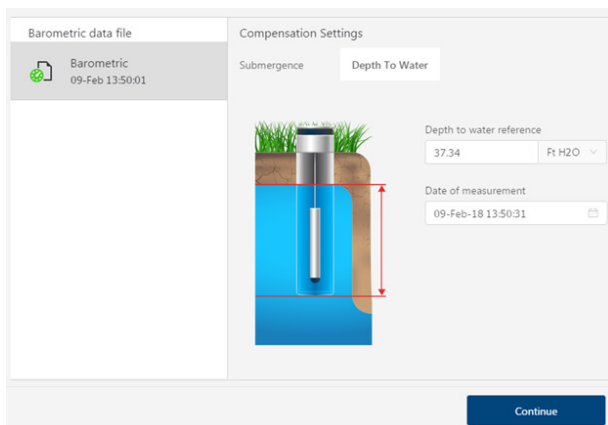 Barometric data file
Barometric
09-Feb 13:50:01
Compensation Settings
Submergence
Depth To Water
Depth to water reference
37.34
Ft H2O
Date of measurement
09-Feb-18 13:50:31
Continue